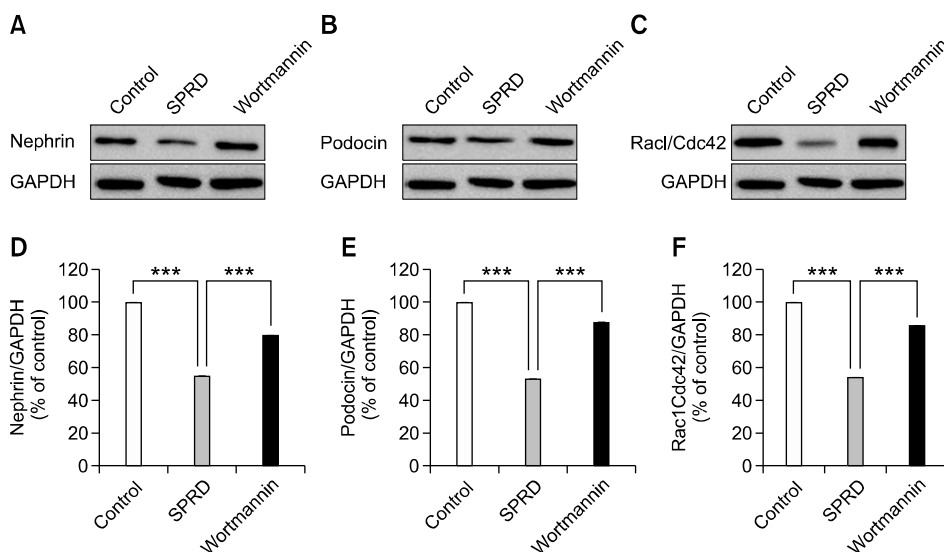 A
B
C
Control
SPRD
Wortmannin
Control
SPRD
Wortmannin
Control
SPRD
Wortmannin
Nephrin
GAPDH
Podocin
GAPDH
RacI/Cdc42
GAPDH
D
E
F
Nephrin/GAPDH
(% of control)
120
100
80
60
40
20
0
*** ***
Control
SPRD
Wortmannin
Podocin/GAPDH
(% of control)
120
100
80
60
40
20
0
*** ***
Control
SPRD
Wortmannin
Rac1Cdc42/GAPDH
(% of control)
120
100
80
60
40
20
0
*** ***
Control
SPRD
Wortmannin